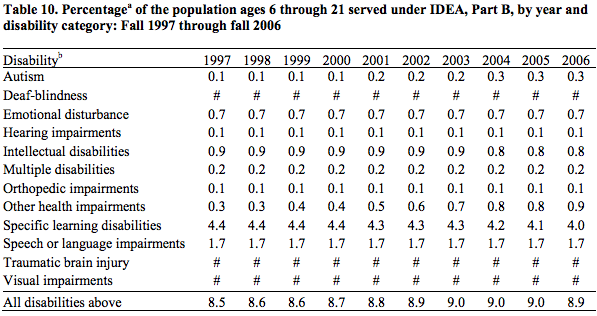 Table 10. Percentageᵃ of the population ages 6 through 21 served under IDEA, Part B, by year and
disability category: Fall 1997 through fall 2006
Disabilityᵇ 1997 1998 1999 2000 2001 2002 2003 2004 2005 2006
Autism 0.1 0.1 0.1 0.1 0.2 0.2 0.2 0.3 0.3 0.3
Deaf-blindness # # # # # # # # # #
Emotional disturbance 0.7 0.7 0.7 0.7 0.7 0.7 0.7 0.7 0.7 0.7
Hearing impairments 0.1 0.1 0.1 0.1 0.1 0.1 0.1 0.1 0.1 0.1
Intellectual disabilities 0.9 0.9 0.9 0.9 0.9 0.9 0.9 0.8 0.8 0.8
Multiple disabilities 0.2 0.2 0.2 0.2 0.2 0.2 0.2 0.2 0.2 0.2
Orthopedic impairments 0.1 0.1 0.1 0.1 0.1 0.1 0.1 0.1 0.1 0.1
Other health impairments 0.3 0.3 0.4 0.4 0.5 0.6 0.7 0.8 0.8 0.9
Specific learning disabilities 4.4 4.4 4.4 4.4 4.3 4.3 4.3 4.2 4.1 4.0
Speech or language impairments 1.7 1.7 1.7 1.7 1.7 1.7 1.7 1.7 1.7 1.7
Traumatic brain injury # # # # # # # # # #
Visual impairments # # # # # # # # # #
All disabilities above 8.5 8.6 8.6 8.7 8.8 8.9 9.0 9.0 9.0 8.9